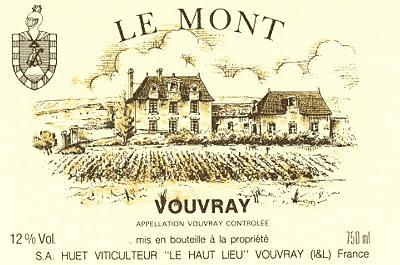 LE MONT
VOUVRAY
APPELLATION VOUVRAY CONTROLÉE
12 % Vol. mis en bouteille à la propriété 750 ml
S.A. HUET VITICULTEUR "LE HAUT LIEU" VOUVRAY (I&L) France